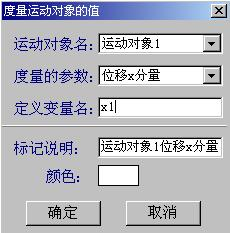 度量运动对象的值
运动对象名: 运动对象1
度量的参数: 位移x分量
定义变量名: x1
标记说明: 运动对象1位移x分量
颜色:
确定 取消